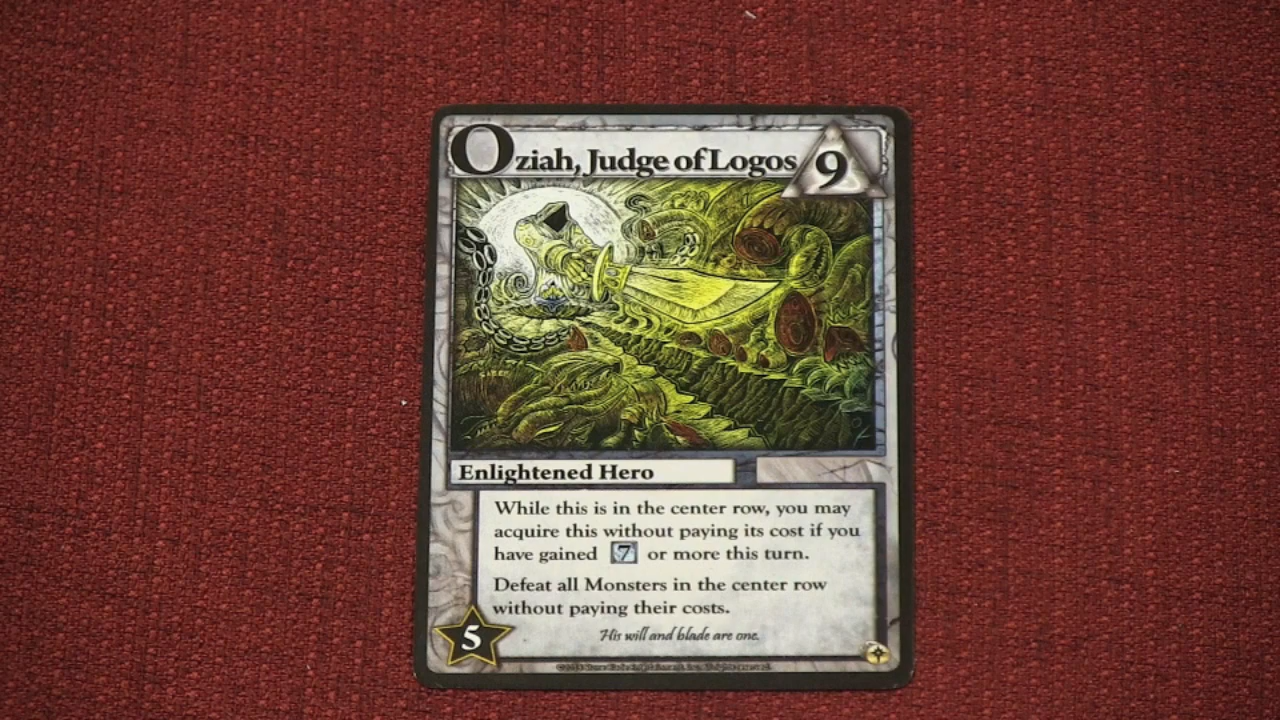 Oziah, Judge of Logos
9
Enlightened Hero
While this is in the center row, you may
acquire this without paying its cost if you
have gained 7 or more this turn.
Defeat all Monsters in the center row
without paying their costs.
His will and blade are one.
5